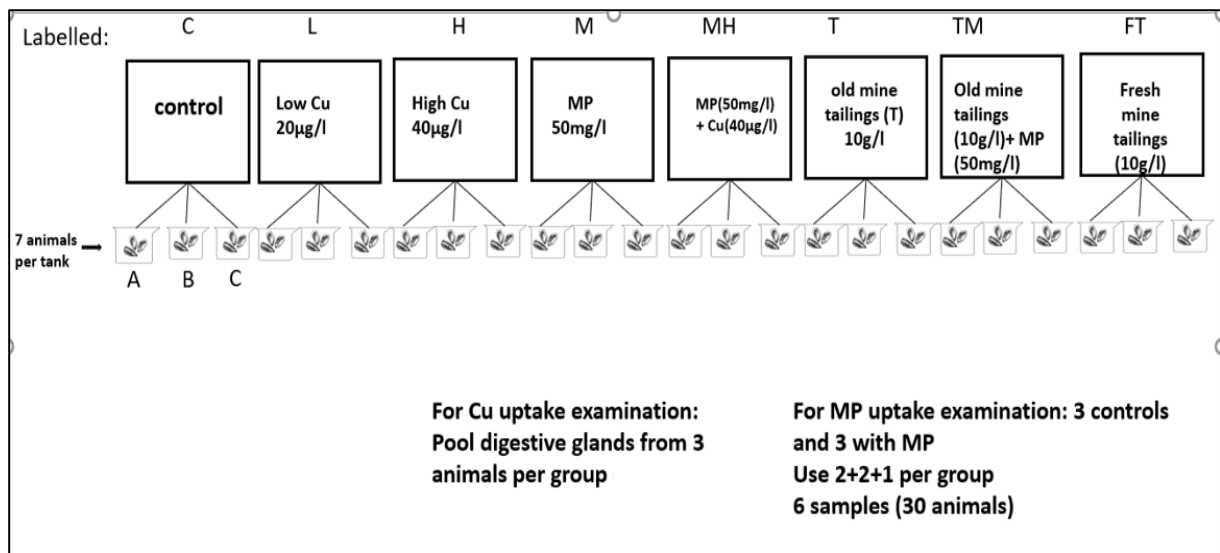 Labelled:
C L H M MH T TM FT
control
Low Cu
20µg/l
High Cu
40µg/l
MP
50mg/l
MP(50mg/l)
+ Cu(40µg/l)
old mine
tailings (T)
10g/l
Old mine
tailings
(10g/l)+ MP
(50mg/l)
Fresh
mine
tailings
(10g/l)
7 animals
per tank
A B C
For Cu uptake examination:
Pool digestive glands from 3
animals per group
For MP uptake examination: 3 controls
and 3 with MP
Use 2+2+1 per group
6 samples (30 animals)